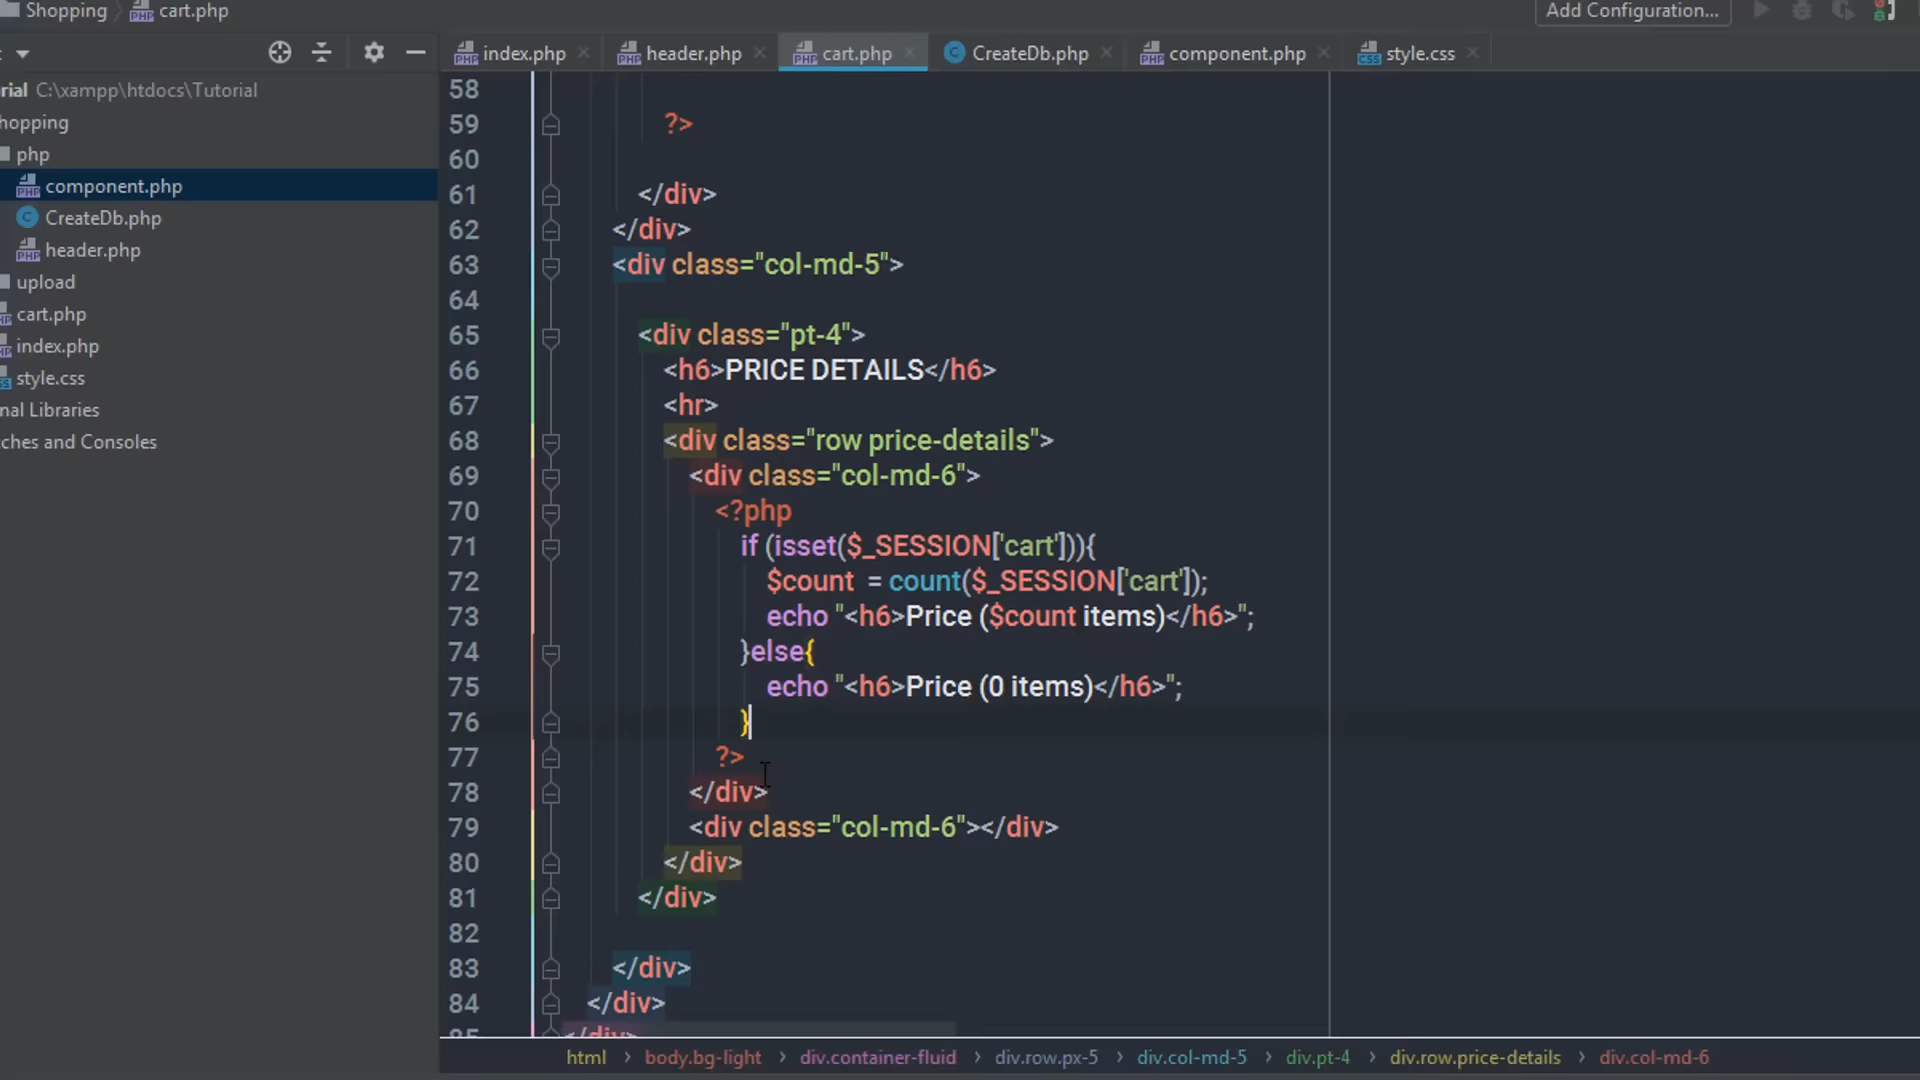 Shopping
cart.php
Add Configuration...
index.php
header.php
cart.php
CreateDb.php
component.php
style.css
rial C:\xampp\htdocs\Tutorial
hopping
php
component.php
CreateDb.php
header.php
upload
cart.php
index.php
style.css
nal Libraries
ches and Consoles
58
59 ?>
60
61 </div>
62 </div>
63 <div class="col-md-5">
64
65 <div class="pt-4">
66 <h6>PRICE DETAILS</h6>
67 <hr>
68 <div class="row price-details">
69 <div class="col-md-6">
70 <?php
71 if (isset($_SESSION['cart'])){
72 $count  = count($_SESSION['cart']);
73 echo "<h6>Price ($count items)</h6>";
74 }else{
75 echo "<h6>Price (0 items)</h6>";
76 }
77 ?>
78 </div>
79 <div class="col-md-6"></div>
80 </div>
81 </div>
82
83 </div>
84 </div>
85 </div>
html › body.bg-light › div.container-fluid › div.row.px-5 › div.col-md-5 › div.pt-4 › div.row.price-details › div.col-md-6